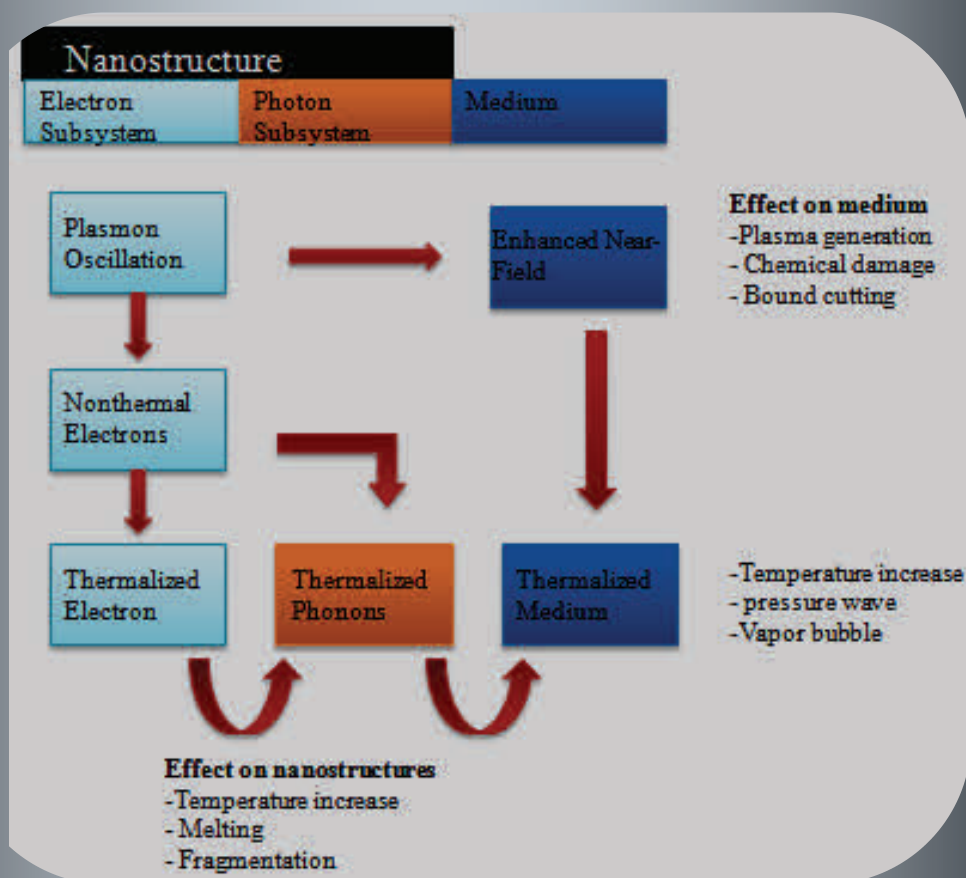 Nanostructure
Electron
Subsystem
Photon
Subsystem
Medium
Plasmon
Oscillation
Enhanced Near-
Field
Effect on medium
-Plasma generation
- Chemical damage
- Bound cutting
Nonthermal
Electrons
Thermalized
Electron
Thermalized
Phonons
Thermalized
Medium
-Temperature increase
- pressure wave
-Vapor bubble
Effect on nanostructures
-Temperature increase
- Melting
- Fragmentation